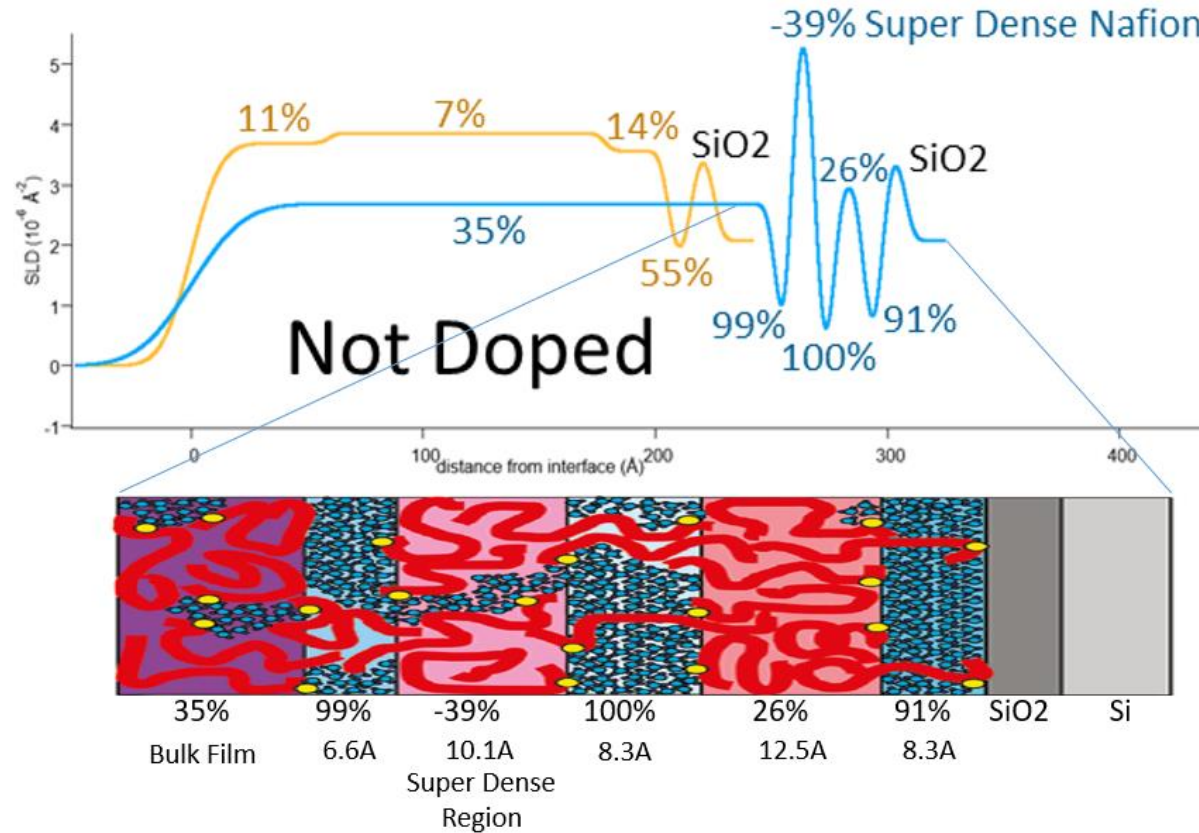 -39% Super Dense Nafion
11%
7%
14%
SiO2
26%
SiO2
35%
55%
99%
100%
91%
Not Doped
SLD (10⁻⁶ Å⁻²)
5
4
3
2
1
0
-1
0
100
200
300
400
distance from interface (Å)
35%
99%
-39%
100%
26%
91%
SiO2
Si
Bulk Film
6.6A
10.1A
8.3A
12.5A
8.3A
Super Dense
Region